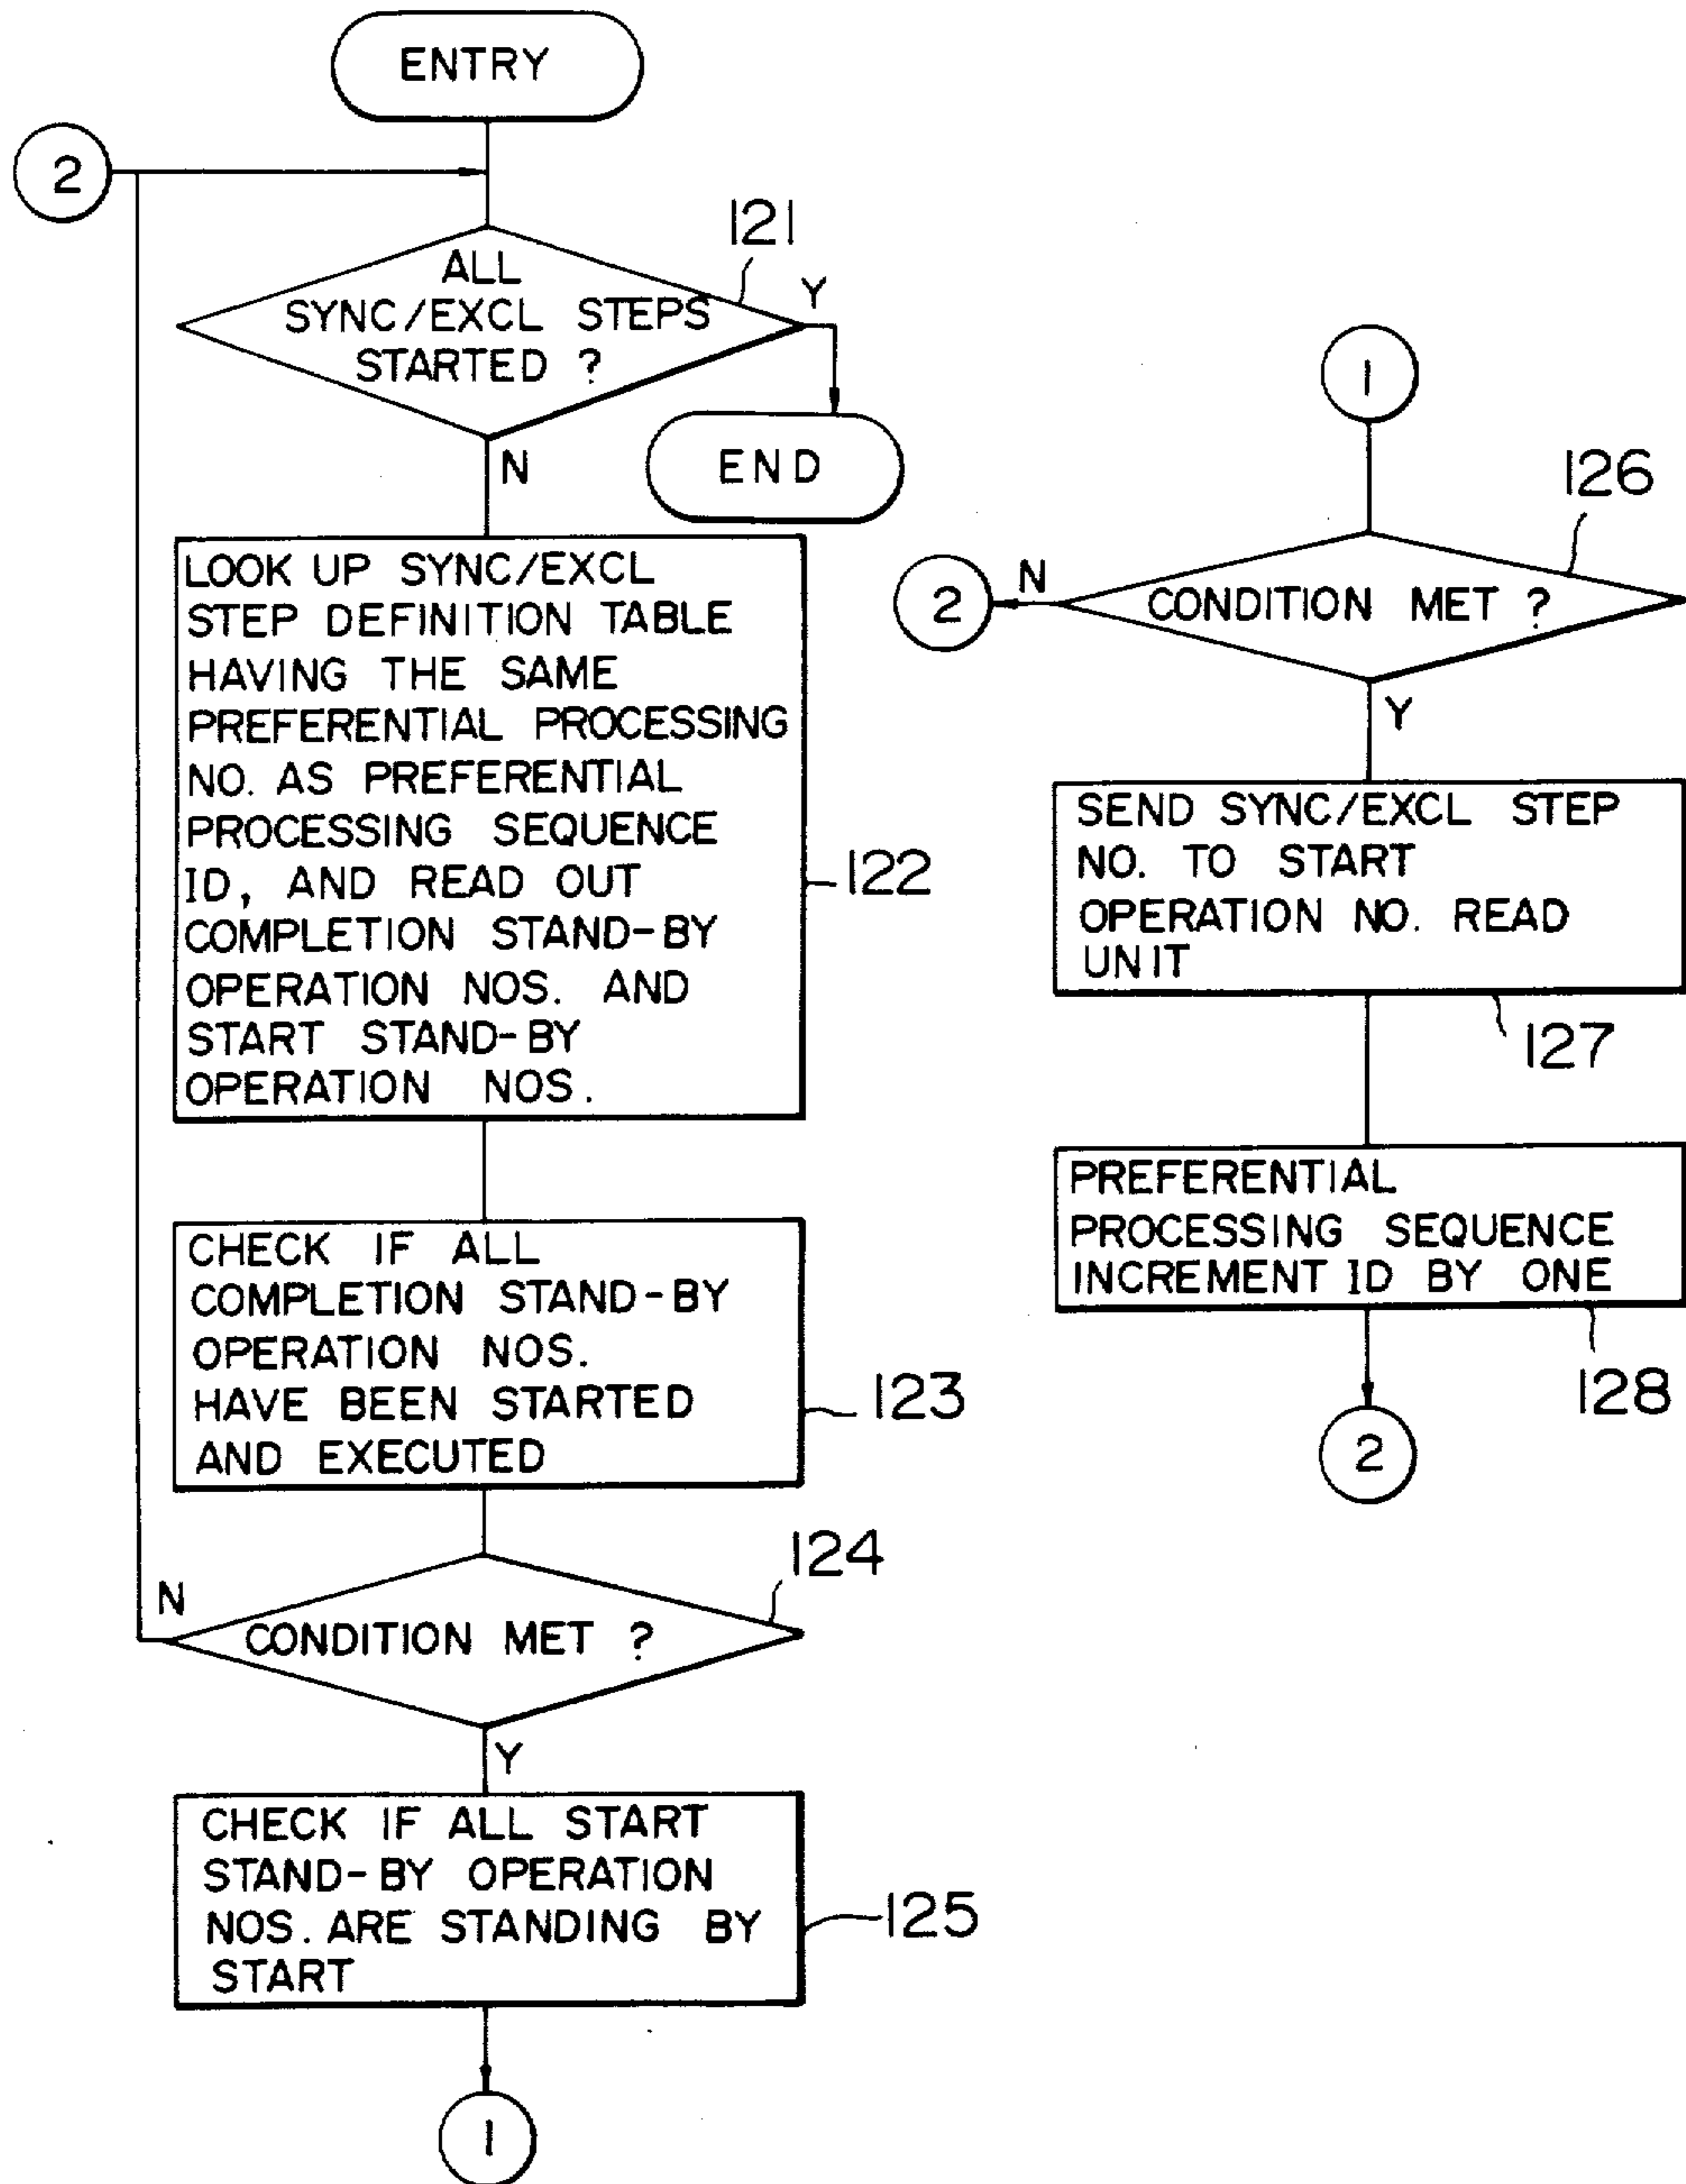 ENTRY
2
121
ALL
SYNC/EXCL STEPS
STARTED ?
Y
N
END
LOOK UP SYNC/EXCL
STEP DEFINITION TABLE
HAVING THE SAME
PREFERENTIAL PROCESSING
NO. AS PREFERENTIAL
PROCESSING SEQUENCE
ID, AND READ OUT
COMPLETION STAND-BY
OPERATION NOS. AND
START STAND-BY
OPERATION NOS.
122
CHECK IF ALL
COMPLETION STAND-BY
OPERATION NOS.
HAVE BEEN STARTED
AND EXECUTED
123
124
N
CONDITION MET ?
Y
CHECK IF ALL START
STAND-BY OPERATION
NOS. ARE STANDING BY
START
125
1
1
126
2
N
CONDITION MET ?
Y
SEND SYNC/EXCL STEP
NO. TO START
OPERATION NO. READ
UNIT
127
PREFERENTIAL
PROCESSING SEQUENCE
INCREMENT ID BY ONE
128
2